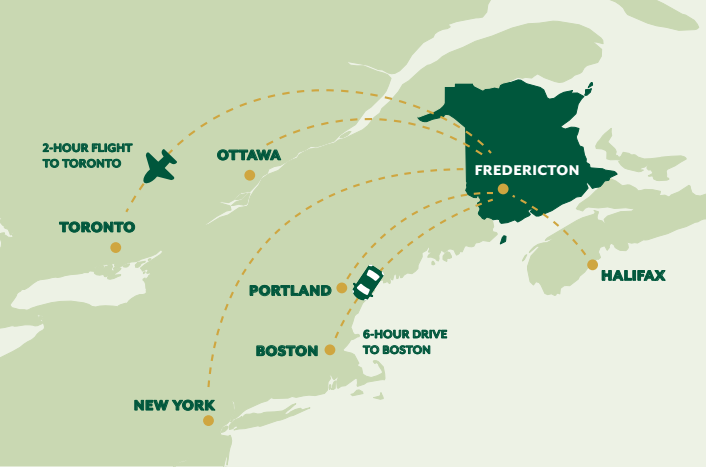 2-HOUR FLIGHT
TO TORONTO
OTTAWA
FREDERICTON
TORONTO
HALIFAX
PORTLAND
6-HOUR DRIVE
TO BOSTON
BOSTON
NEW YORK